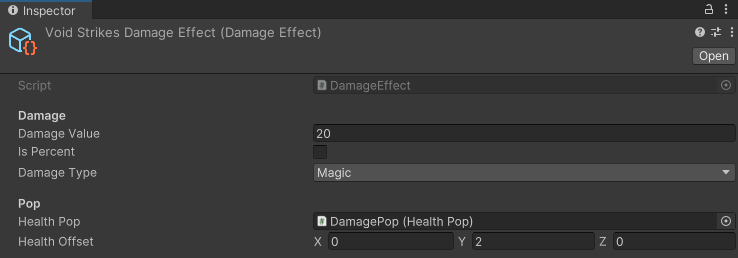 Inspector
Void Strikes Damage Effect (Damage Effect)
Open
Script DamageEffect
Damage
Damage Value 20
Is Percent
Damage Type Magic
Pop
Health Pop DamagePop (Health Pop)
Health Offset X 0 Y 2 Z 0